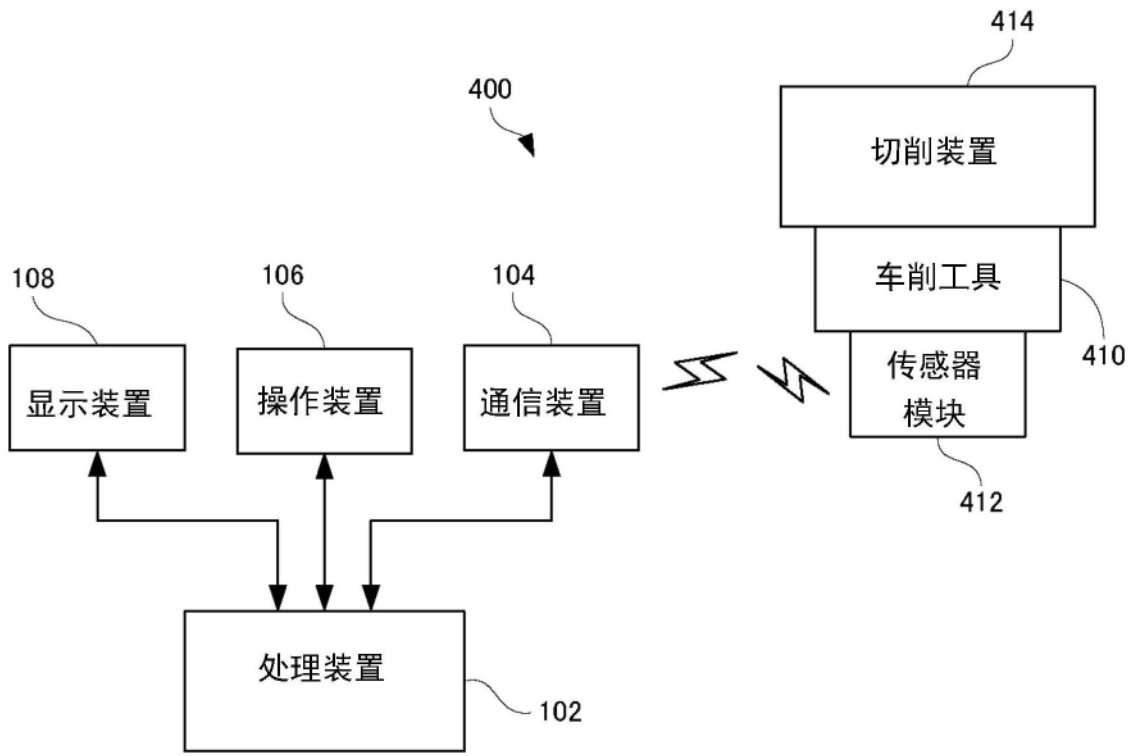 414
400
切削装置
108
106
104
车削工具
410
显示装置
操作装置
通信装置
传感器
模块
412
处理装置
102